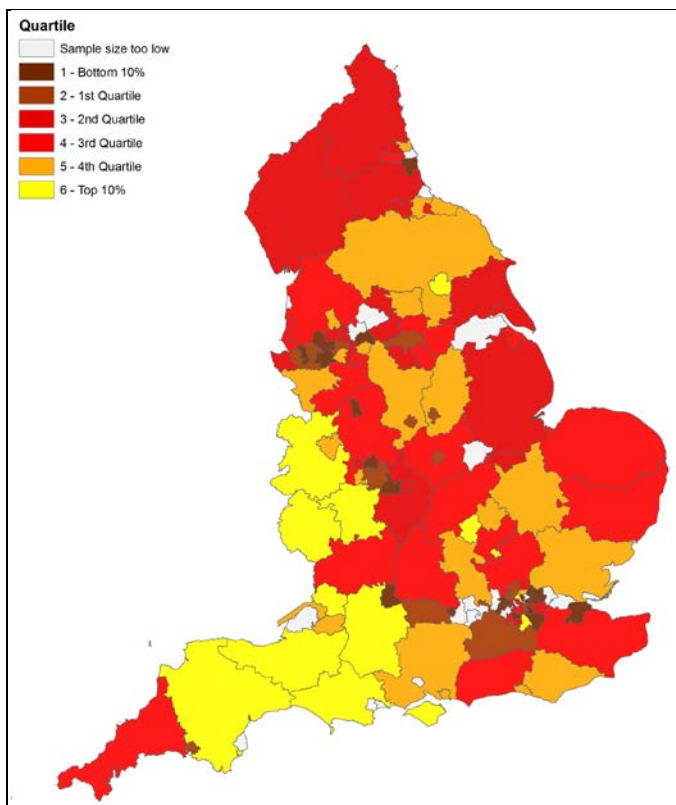 Quartile
Sample size too low
1 - Bottom 10%
2 - 1st Quartile
3 - 2nd Quartile
4 - 3rd Quartile
5 - 4th Quartile
6 - Top 10%